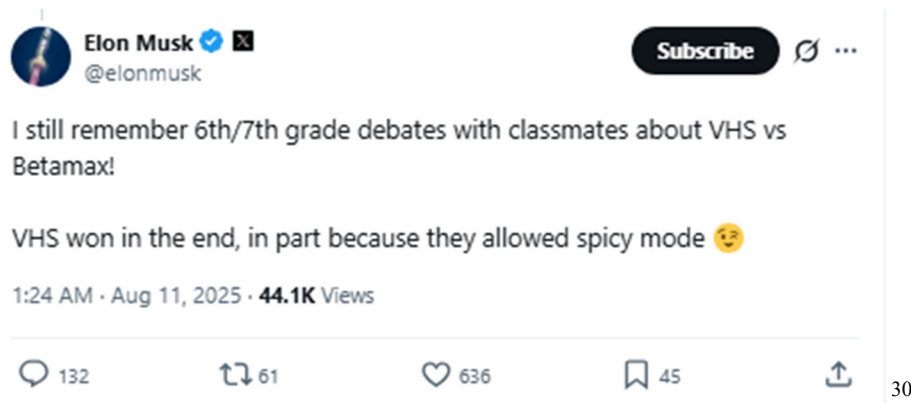 Elon Musk
Subscribe
@elonmusk
I still remember 6th/7th grade debates with classmates about VHS vs
Betamax!
VHS won in the end, in part because they allowed spicy mode 😉
1:24 AM · Aug 11, 2025 · 44.1K Views
132 61 636 45
30